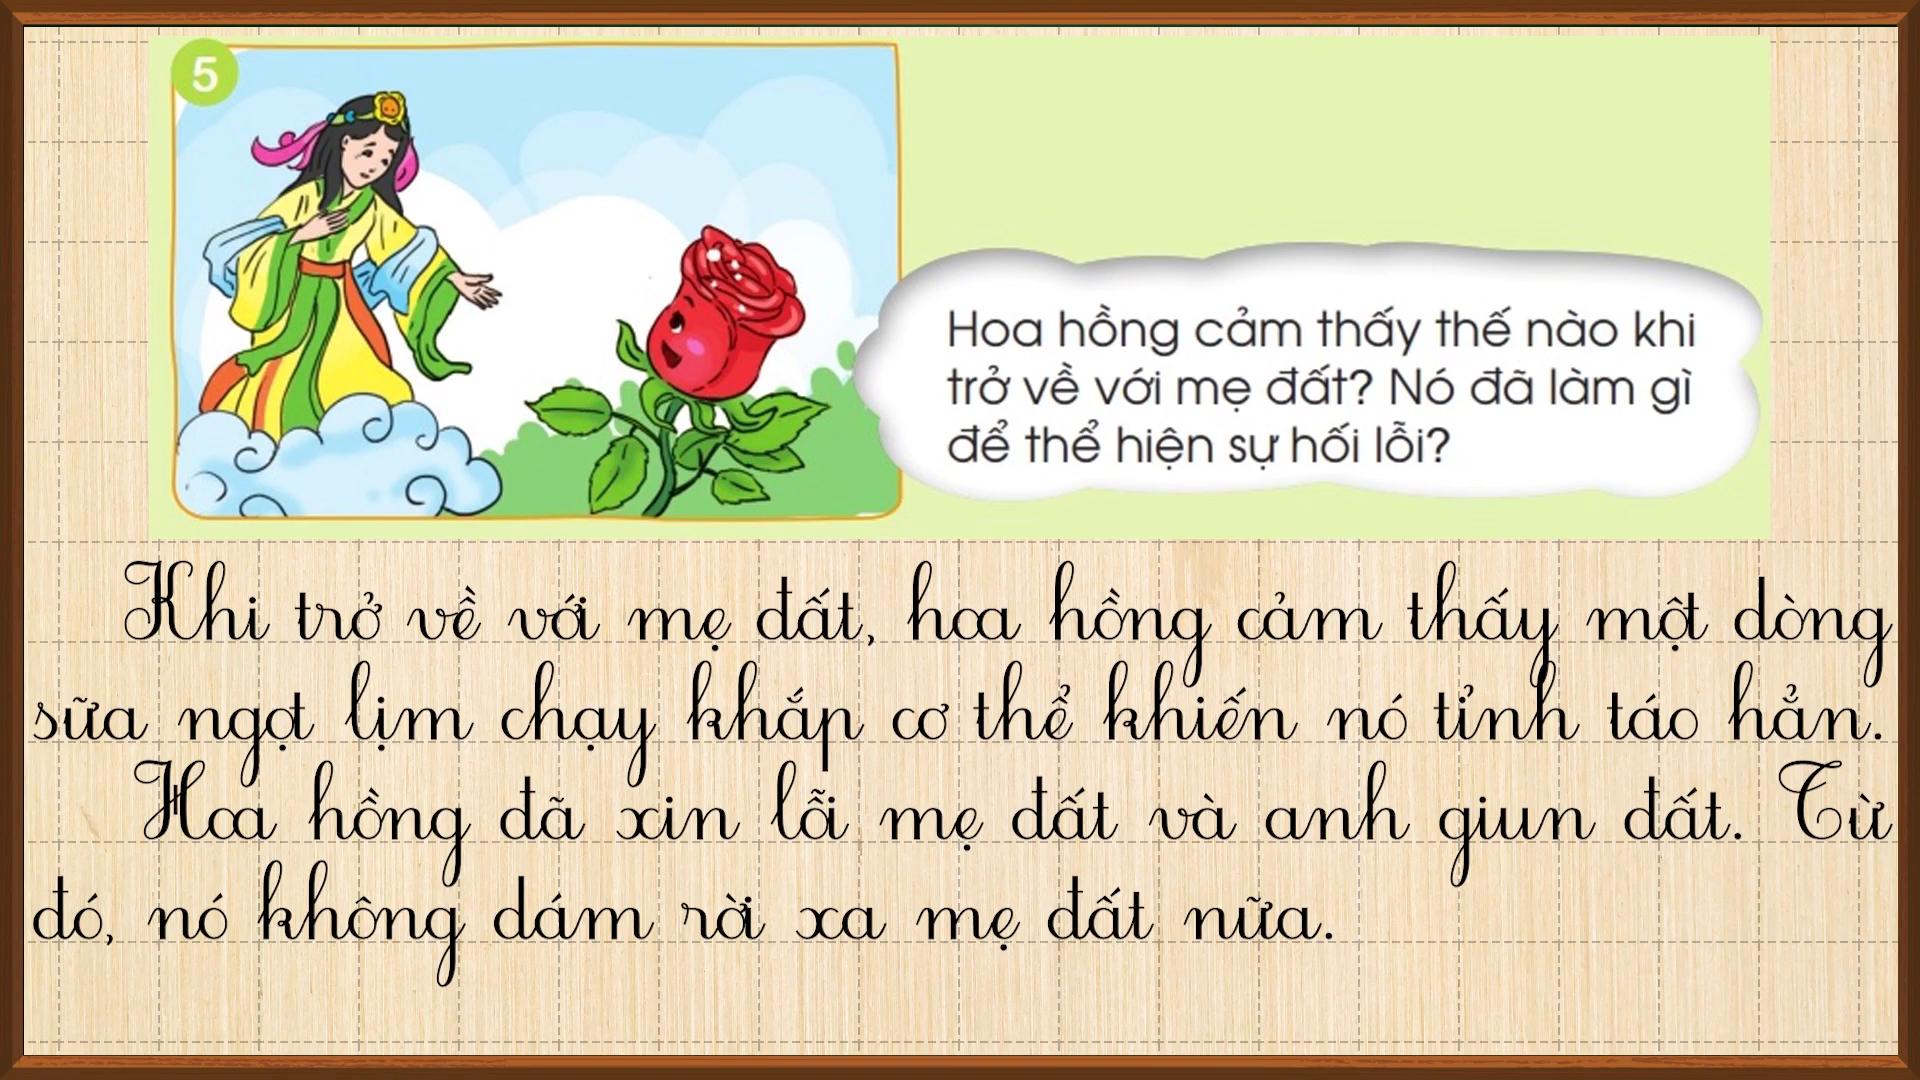 5
Hoa hồng cảm thấy thế nào khi
trở về với mẹ đất? Nó đã làm gì
để thể hiện sự hối lỗi?
Khi trở về với mẹ đất, hoa hồng cảm thấy một dòng
sữa ngọt lịm chạy khắp cơ thể khiến nó tỉnh táo hẳn.
Hoa hồng đã xin lỗi mẹ đất và anh giun đất. Từ
đó, nó không dám rời xa mẹ đất nữa.